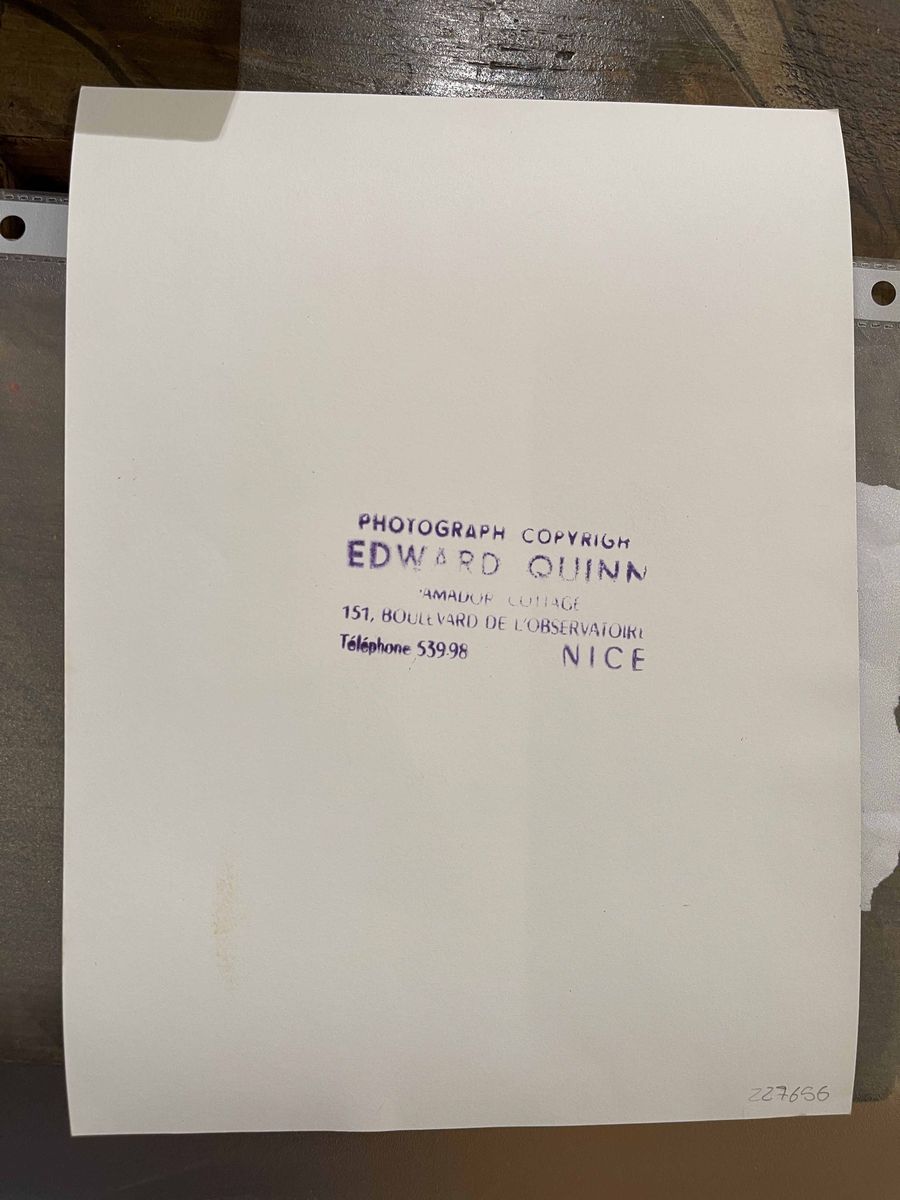 PHOTOGRAPH COPYRIGH
EDWARD QUINN
'AMADOR COTTAGE
151, BOULEVARD DE L'OBSERVATOIRE
Téléphone 539.98 NICE
227656